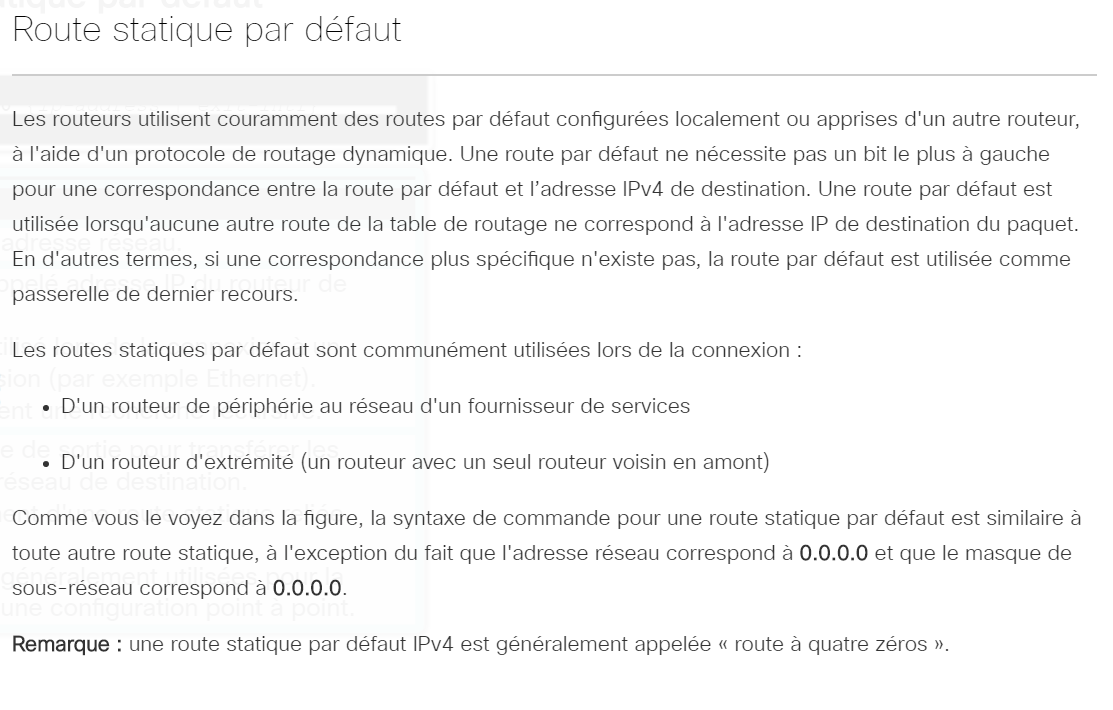 Route statique par défaut
Les routeurs utilisent couramment des routes par défaut configurées localement ou apprises d'un autre routeur,
à l'aide d'un protocole de routage dynamique. Une route par défaut ne nécessite pas un bit le plus à gauche
pour une correspondance entre la route par défaut et l’adresse IPv4 de destination. Une route par défaut est
utilisée lorsqu'aucune autre route de la table de routage ne correspond à l'adresse IP de destination du paquet.
En d'autres termes, si une correspondance plus spécifique n'existe pas, la route par défaut est utilisée comme
passerelle de dernier recours.
Les routes statiques par défaut sont communément utilisées lors de la connexion :
• D'un routeur de périphérie au réseau d'un fournisseur de services
• D'un routeur d'extrémité (un routeur avec un seul routeur voisin en amont)
Comme vous le voyez dans la figure, la syntaxe de commande pour une route statique par défaut est similaire à
toute autre route statique, à l'exception du fait que l'adresse réseau correspond à 0.0.0.0 et que le masque de
sous-réseau correspond à 0.0.0.0.
Remarque : une route statique par défaut IPv4 est généralement appelée « route à quatre zéros ».